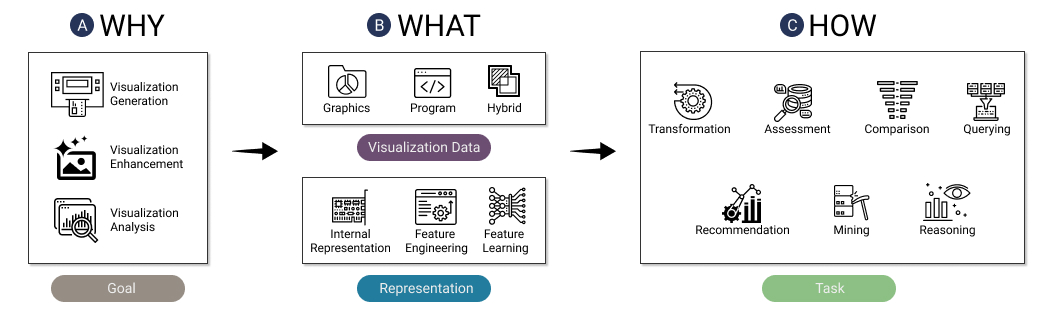 A WHY
Visualization
Generation
Visualization
Enhancement
Visualization
Analysis
Goal
B WHAT
Graphics
Program
Hybrid
Visualization Data
Internal
Representation
Feature
Engineering
Feature
Learning
Representation
C HOW
Transformation
Assessment
Comparison
Querying
Recommendation
Mining
Reasoning
Task